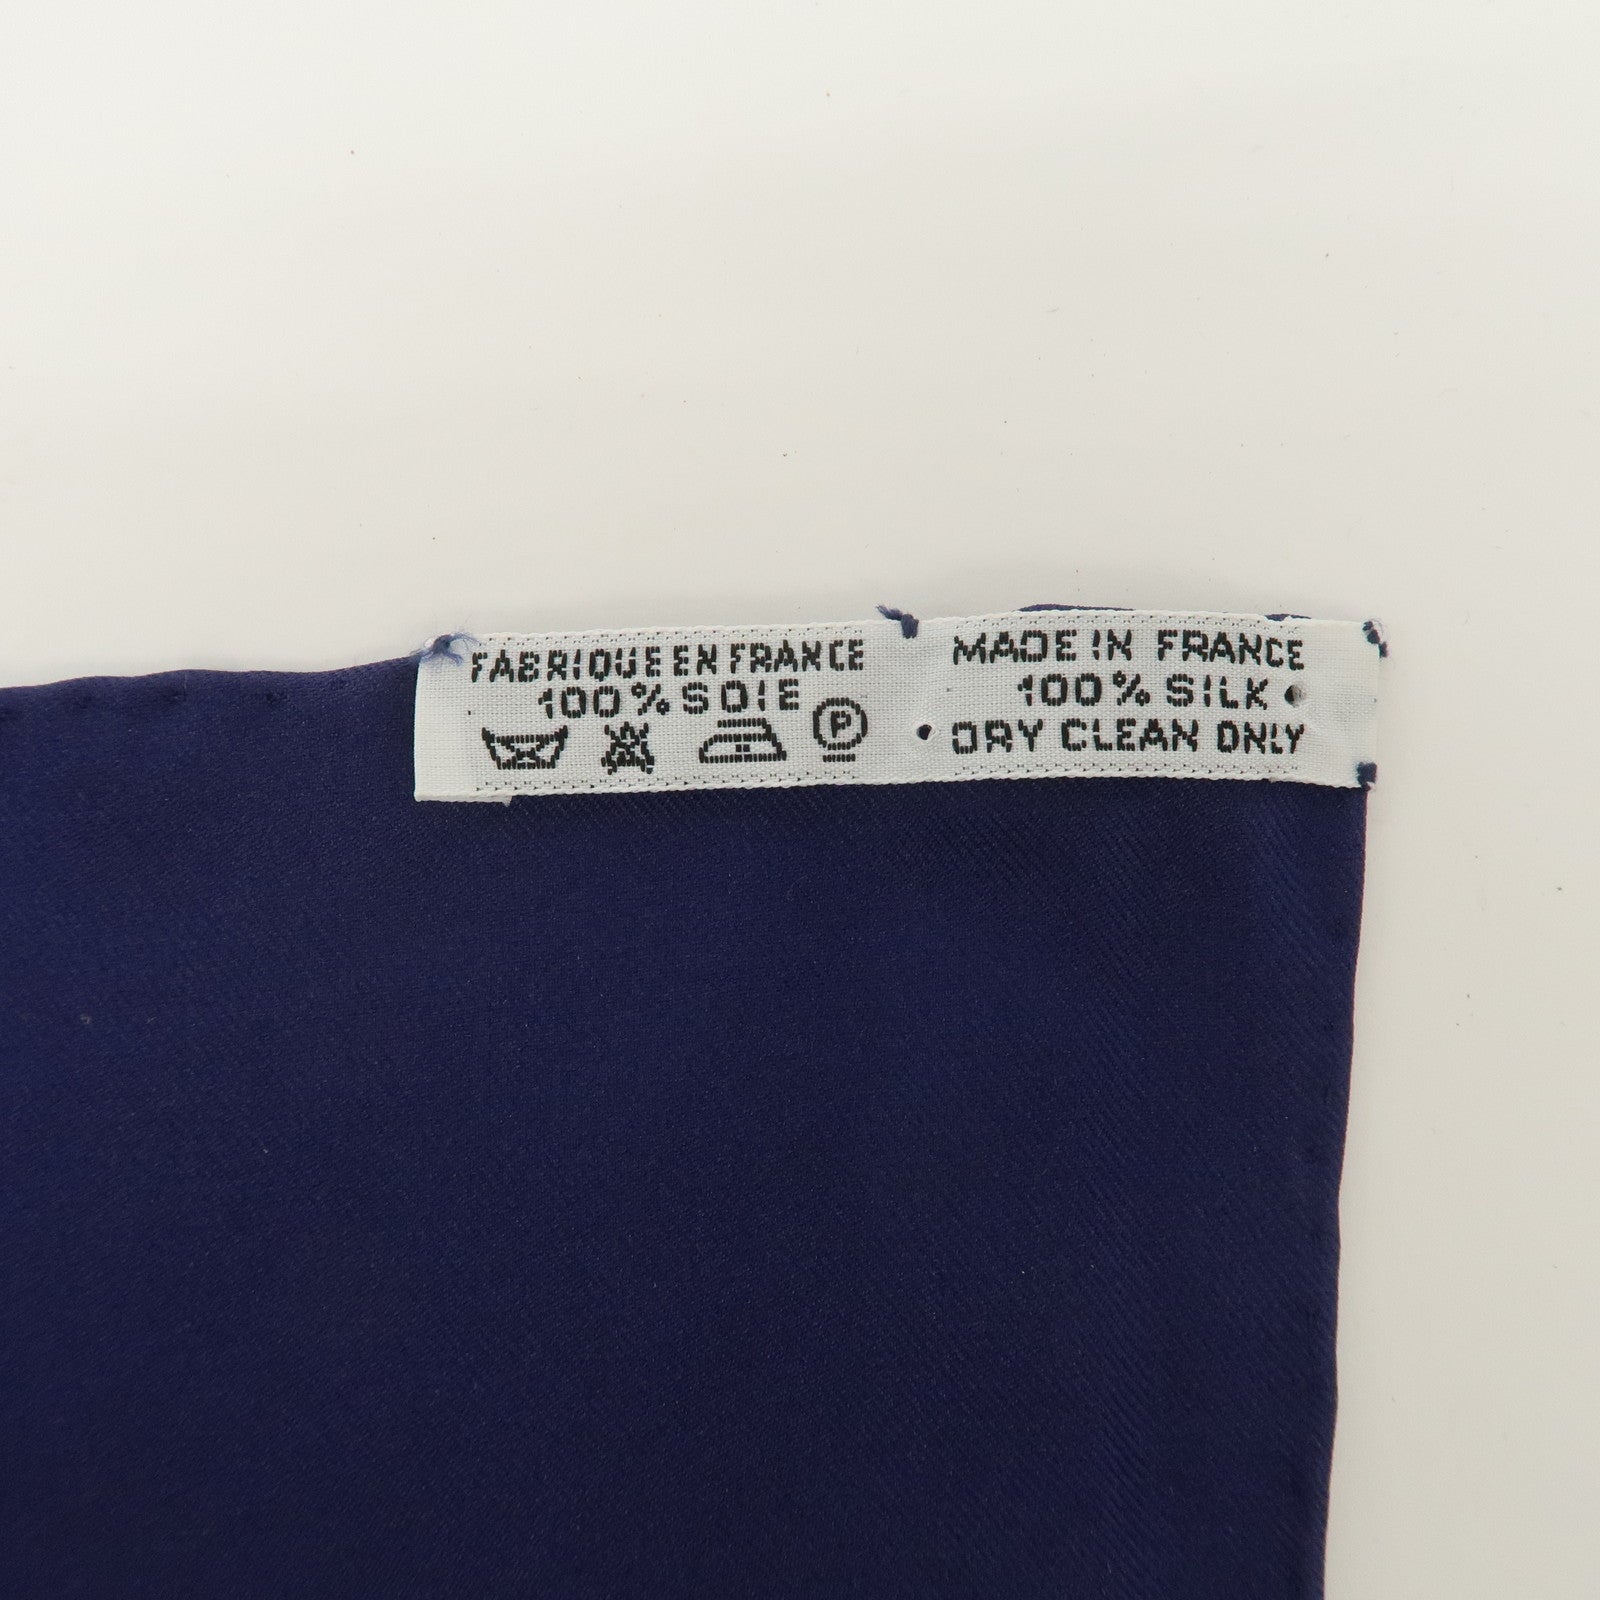 FABRIQUE EN FRANCE
100% SOIE
P
MADE IN FRANCE
100% SILK
DRY CLEAN ONLY